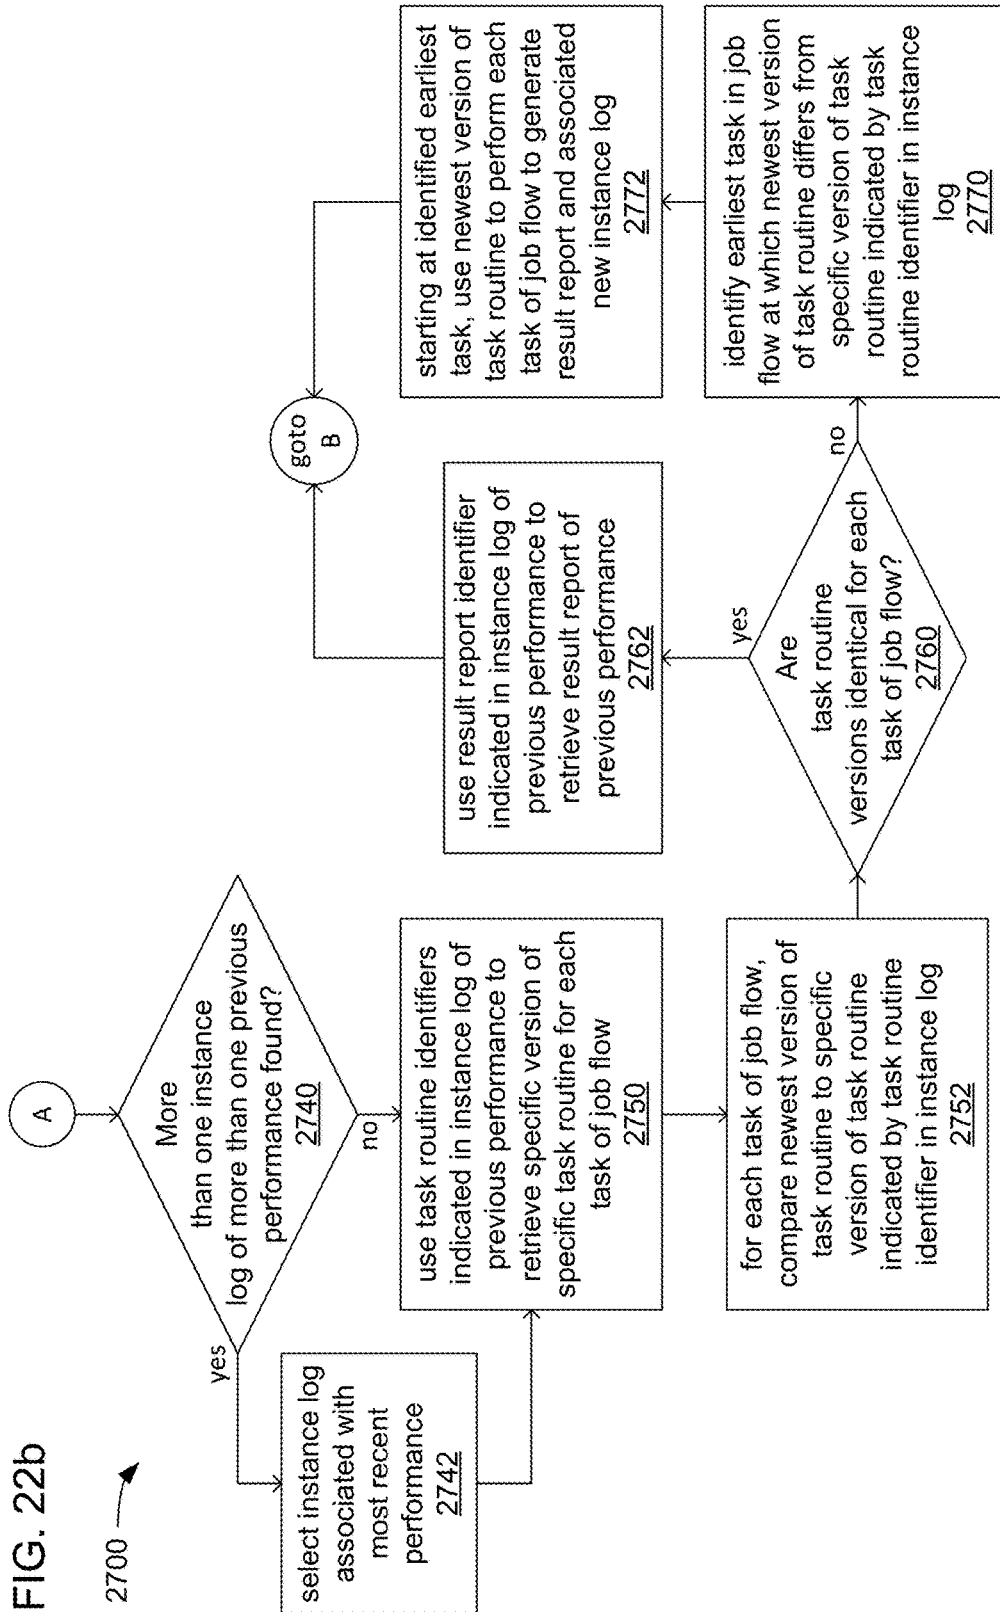 FIG. 22b
2700
A
More
than one instance
log of more than one previous
performance found?
2740
yes
no
select instance log
associated with
most recent
performance
2742
use task routine identifiers
indicated in instance log of
previous performance to
retrieve specific version of
specific task routine for each
task of job flow
2750
for each task of job flow,
compare newest version of
task routine to specific
version of task routine
indicated by task routine
identifier in instance log
2752
Are
task routine
versions identical for each
task of job flow?
2760
yes
no
use result report identifier
indicated in instance log of
previous performance to
retrieve result report of
previous performance
2762
goto
B
identify earliest task in job
flow at which newest version
of task routine differs from
specific version of task
routine indicated by task
routine identifier in instance
log
2770
starting at identified earliest
task, use newest version of
task routine to perform each
task of job flow to generate
result report and associated
new instance log
2772